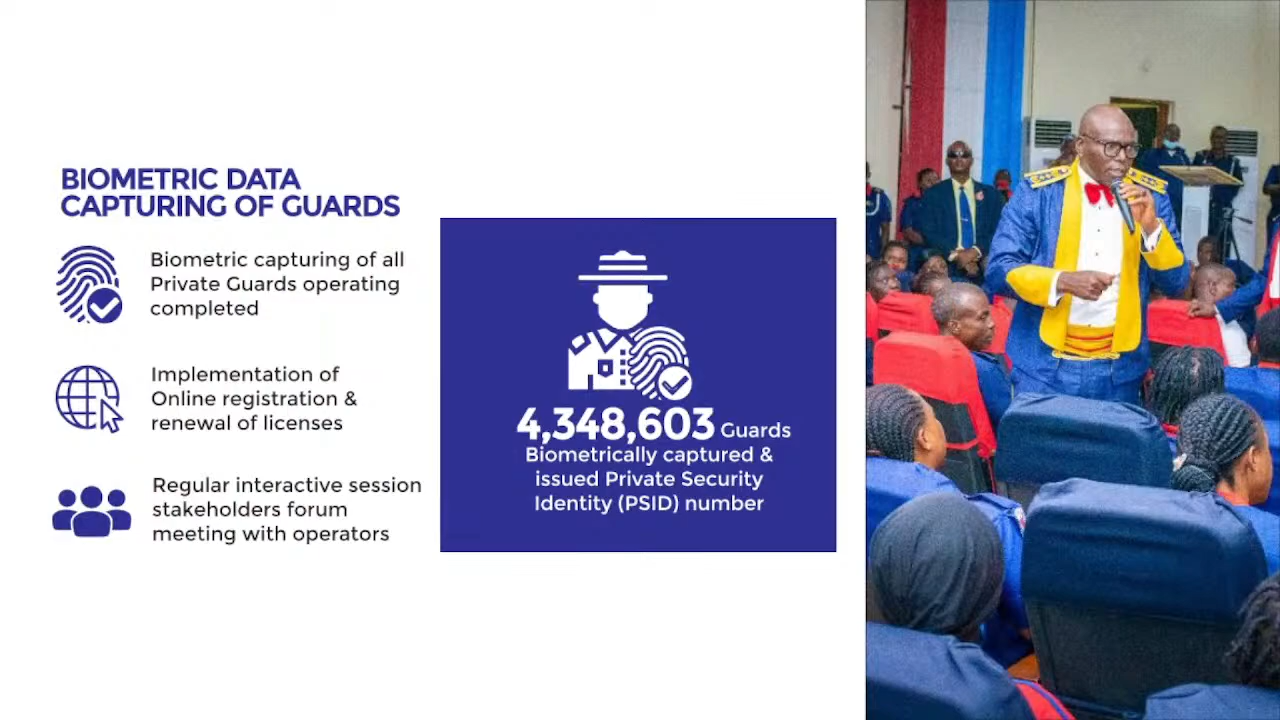 BIOMETRIC DATA
CAPTURING OF GUARDS
Biometric capturing of all
Private Guards operating
completed
Implementation of
Online registration &
renewal of licenses
Regular interactive session
stakeholders forum
meeting with operators
4,348,603 Guards
Biometrically captured &
issued Private Security
Identity (PSID) number